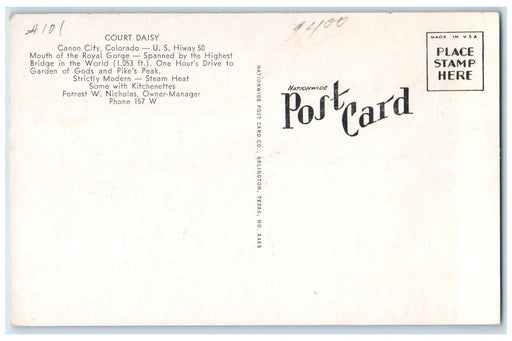 #101
$400
COURT DAISY
Canon City, Colorado — U. S. Hiway 50
Mouth of the Royal Gorge — Spanned by the Highest
Bridge in the World (1,053 ft.). One Hour's Drive to
Garden of Gods and Pike's Peak.
Strictly Modern — Steam Heat
Some with Kitchenettes
Forrest W. Nicholas, Owner-Manager
Phone 157 W
NATIONWIDE POST CARD CO., ARLINGTON, TEXAS, NO. 2465
NATIONWIDE
Post Card
MADE IN U S A
PLACE
STAMP
HERE